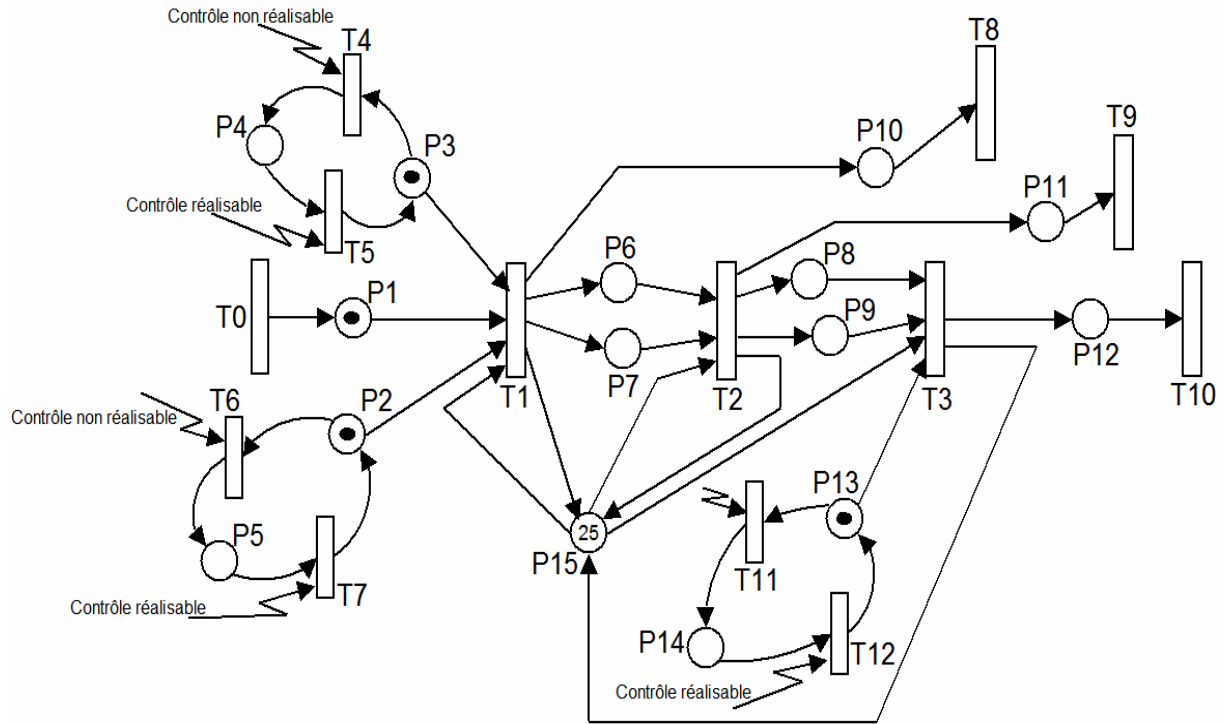 Contrôle non réalisable
T4
T8
P4
P3
P10
T9
Contrôle réalisable
T5
P11
P6
P8
P1
T0
P9
P12
P7
T1
T2
T3
T10
T6
P2
Contrôle non réalisable
P13
P5
25
P15
T11
T7
Contrôle réalisable
P14
T12
Contrôle réalisable